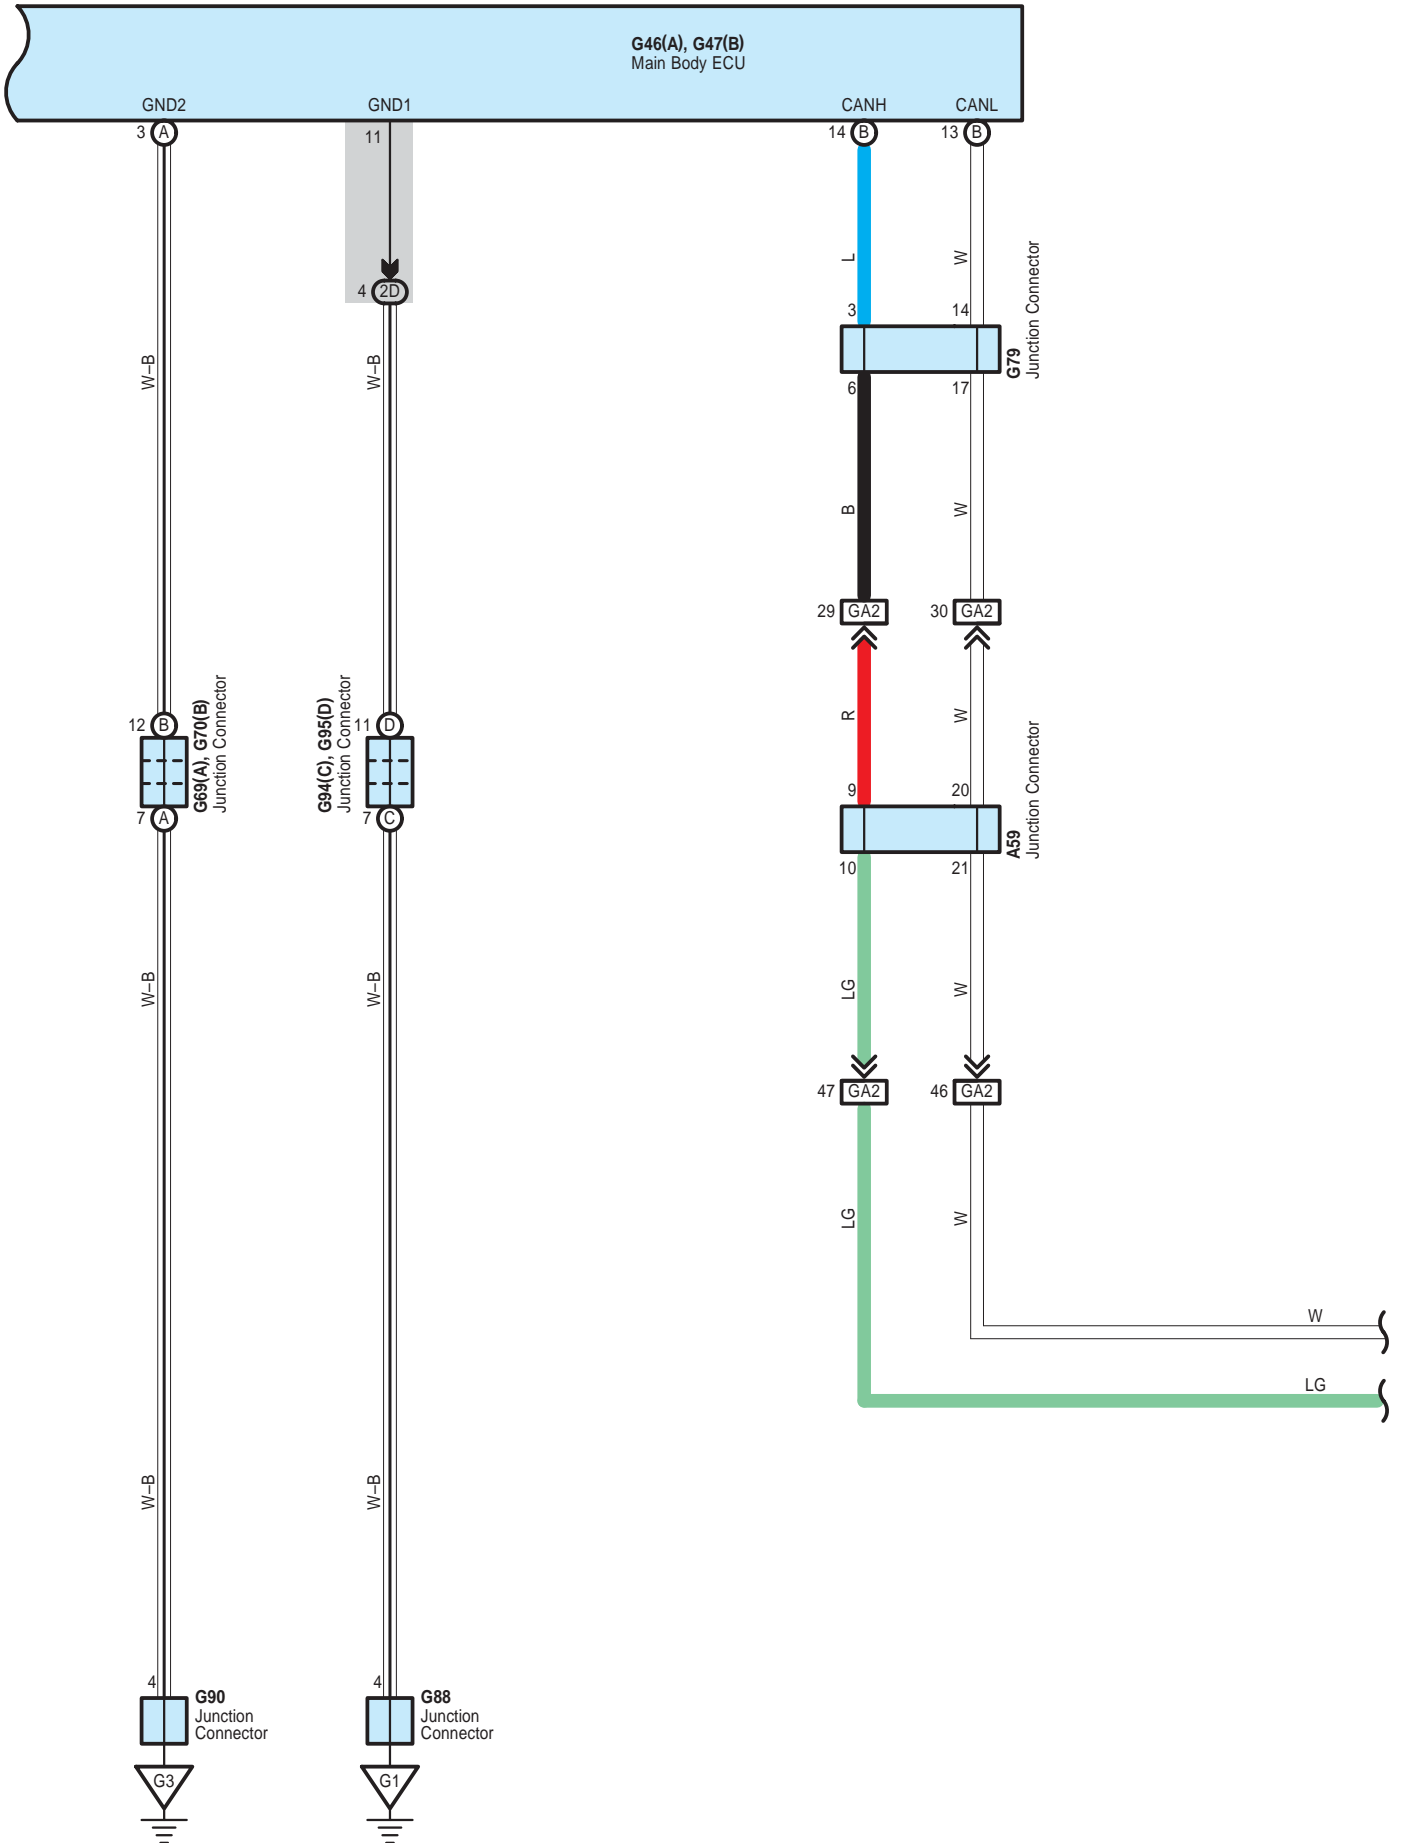 G46(A), G47(B)
Main Body ECU
GND2
GND1
CANH
CANL
3 A
11
14 B
13 B
L
W
4 2D
3
14
G79
Junction Connector
W–B
W–B
6
17
B
W
29 GA2
30 GA2
R
W
12 B
G69(A), G70(B)
Junction Connector
11 D
G94(C), G95(D)
Junction Connector
9
20
A59
Junction Connector
7 A
7 C
10
21
W–B
W–B
LG
W
47 GA2
46 GA2
LG
W
W
LG
W–B
W–B
4
G90
Junction
Connector
4
G88
Junction
Connector
G3
G1